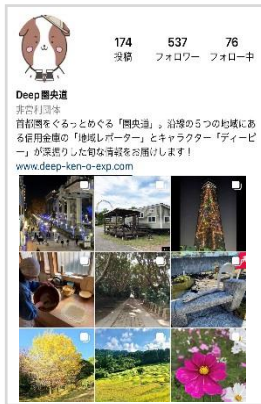 174 537 76
投稿 フォロワー フォロー中
Deep圏央道
非営利団体
首都圏をぐるっとめぐる「圏央道」。沿線の5つの地域にあ
る信用金庫の「地域レポーター」とキャラクター「ディーピ
ー」が深堀りした旬な情報をお届けします！
www.deep-ken-o-exp.com